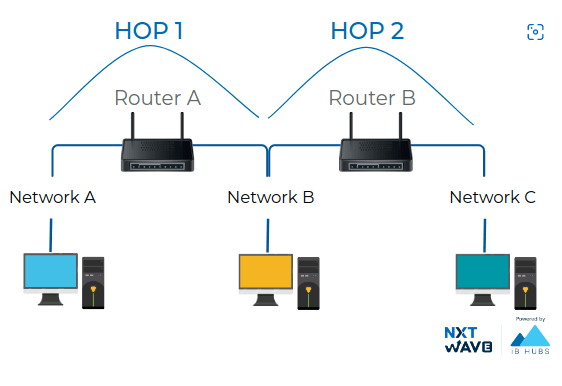 HOP 1
HOP 2
Router A
Router B
Network A
Network B
Network C
Powered by
NXT
WAVE
IB HUBS